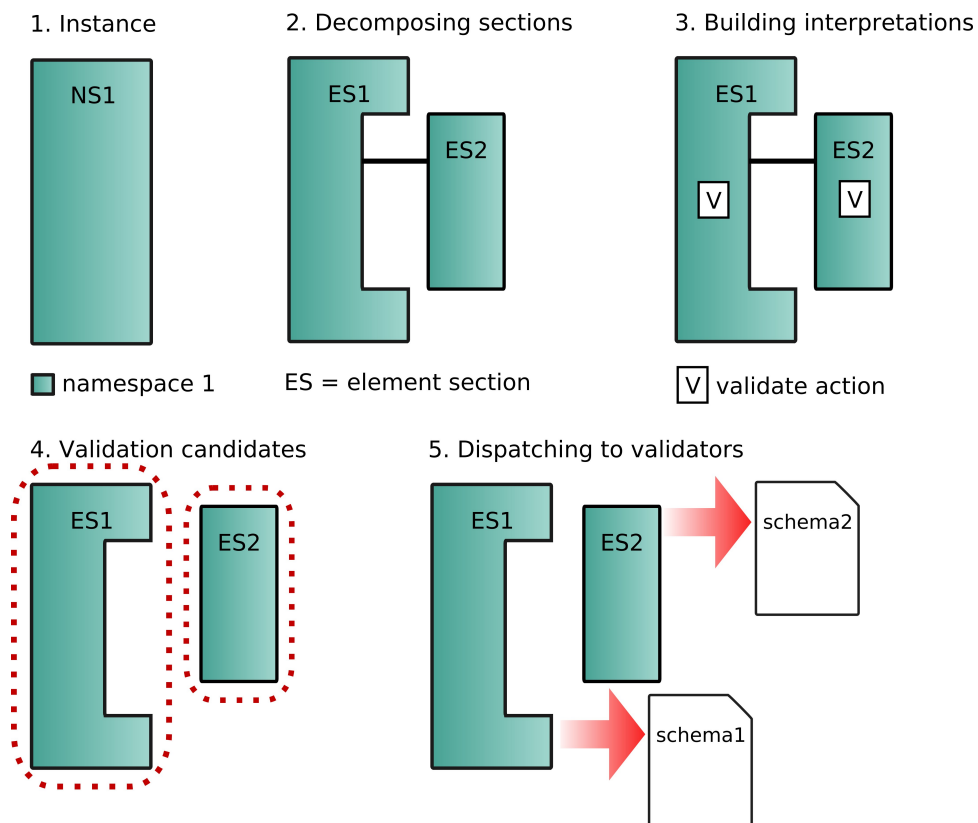 1. Instance
2. Decomposing sections
3. Building interpretations
NS1
ES1
ES2
ES1
ES2
V
V
namespace 1
ES = element section
V validate action
4. Validation candidates
5. Dispatching to validators
ES1
ES2
ES1
ES2
schema2
schema1